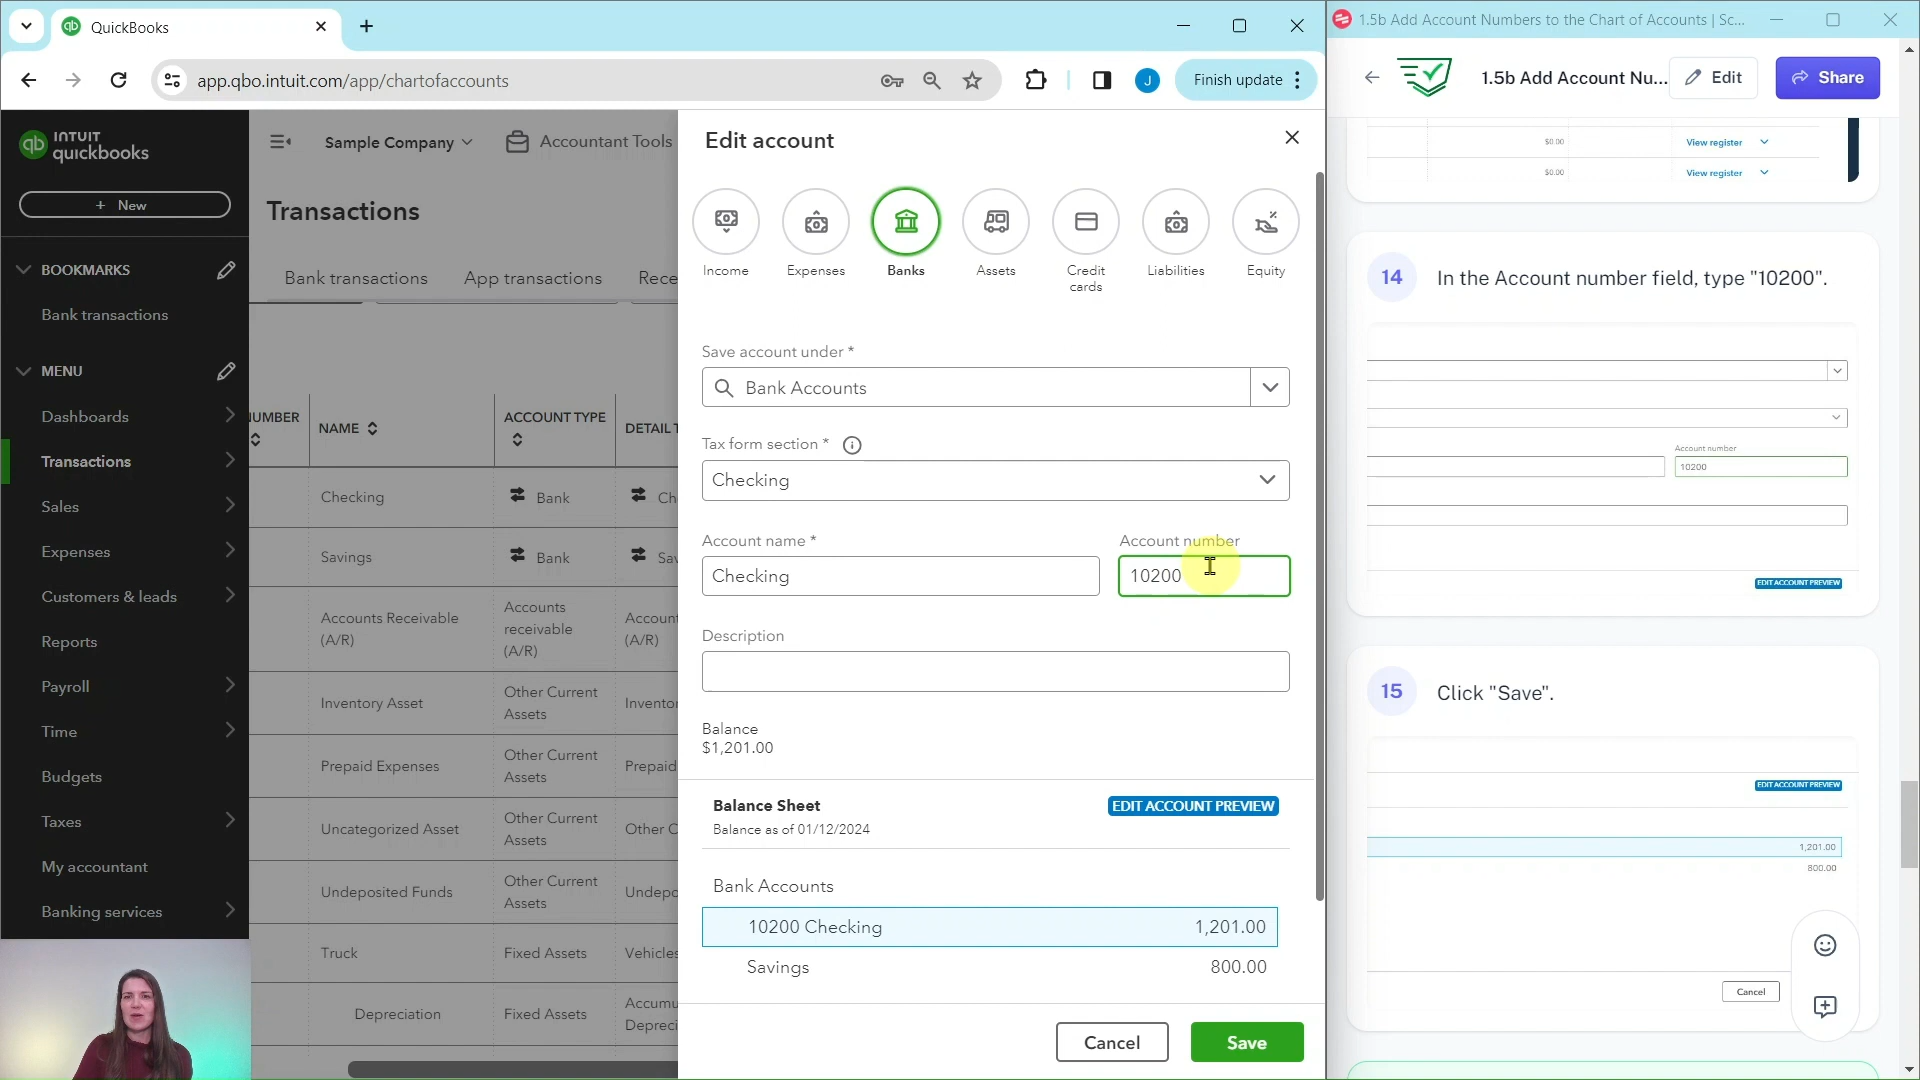 QuickBooks
app.qbo.intuit.com/app/chartofaccounts
J
Finish update
qb INTUIT quickbooks
+ New
BOOKMARKS
Bank transactions
MENU
Dashboards
Transactions
Sales
Expenses
Customers & leads
Reports
Payroll
Time
Budgets
Taxes
My accountant
Banking services
Sample Company
Accountant Tools
Transactions
Bank transactions
App transactions
Rece
UMBER
NAME
ACCOUNT TYPE
DETAIL T
Checking
Bank
Ch
Savings
Bank
Sav
Accounts Receivable (A/R)
Accounts receivable (A/R)
Account (A/R)
Inventory Asset
Other Current Assets
Invento
Prepaid Expenses
Other Current Assets
Prepaid
Uncategorized Asset
Other Current Assets
Other C
Undeposited Funds
Other Current Assets
Undepo
Truck
Fixed Assets
Vehicles
Depreciation
Fixed Assets
Accumu Depreci
Edit account
Income
Expenses
Banks
Assets
Credit cards
Liabilities
Equity
Save account under *
Bank Accounts
Tax form section *
Checking
Account name *
Account number
Checking
10200
Description
Balance
$1,201.00
Balance Sheet
EDIT ACCOUNT PREVIEW
Balance as of 01/12/2024
Bank Accounts
10200 Checking 1,201.00
Savings 800.00
Cancel
Save
1.5b Add Account Numbers to the Chart of Accounts | Sc...
1.5b Add Account Nu...
Edit
Share
$0.00 View register
$0.00 View register
14 In the Account number field, type "10200".
Account number
10200
EDIT ACCOUNT PREVIEW
15 Click "Save".
EDIT ACCOUNT PREVIEW
1,201.00
800.00
Cancel